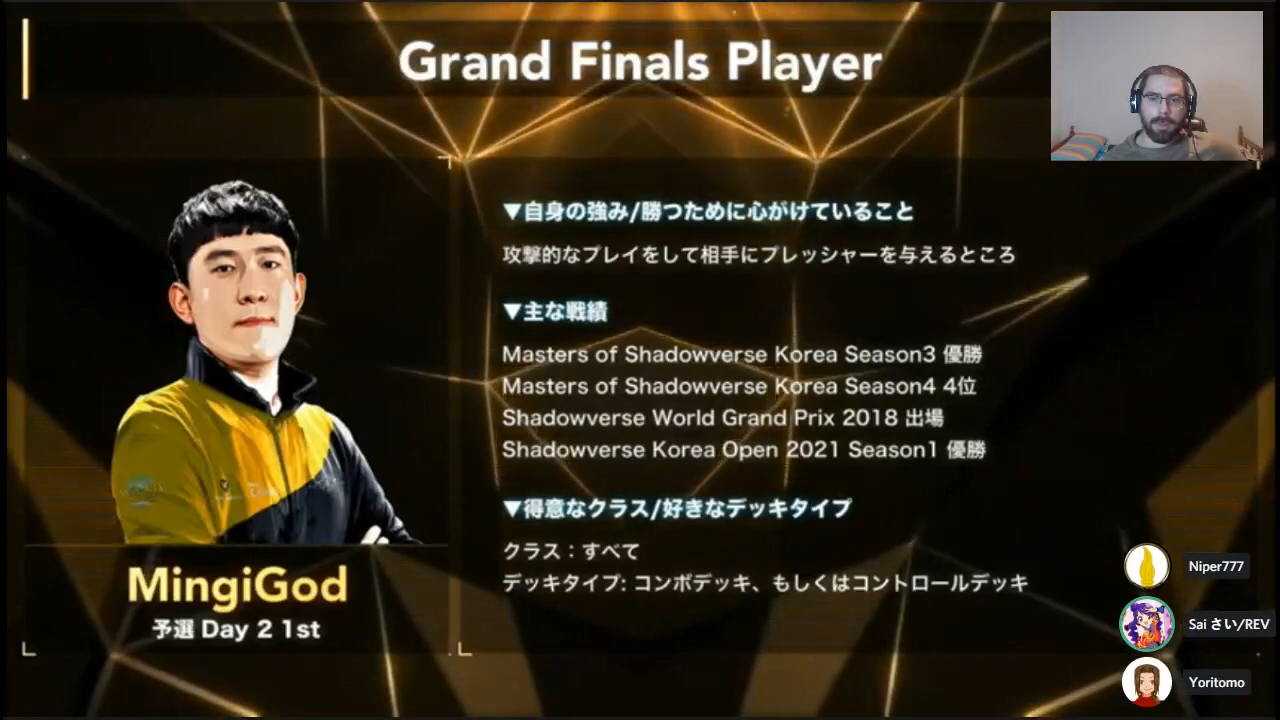 Grand Finals Player
▼自身の強み/勝つために心がけていること
攻撃的なプレイをして相手にプレッシャーを与えるところ
▼主な戦績
Masters of Shadowverse Korea Season3 優勝
Masters of Shadowverse Korea Season4 4位
Shadowverse World Grand Prix 2018 出場
Shadowverse Korea Open 2021 Season1 優勝
▼得意なクラス/好きなデッキタイプ
クラス：すべて
デッキタイプ: コンボデッキ、もしくはコントロールデッキ
MingiGod
予選 Day 2 1st
Niper777
Sai さい/REV
Yoritomo